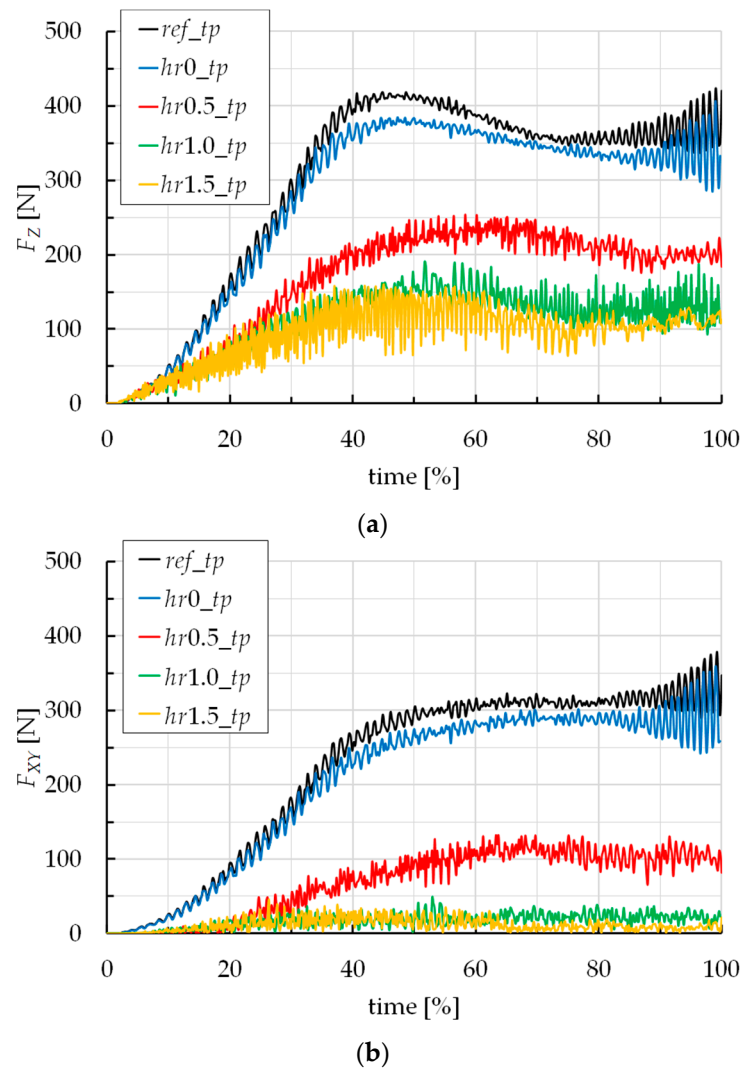 500
400
300
200
100
0
F_Z [N]
ref_tp
hr0_tp
hr0.5_tp
hr1.0_tp
hr1.5_tp
0 20 40 60 80 100
time [%]
(a)
500
400
300
200
100
0
F_XY [N]
ref_tp
hr0_tp
hr0.5_tp
hr1.0_tp
hr1.5_tp
0 20 40 60 80 100
time [%]
(b)